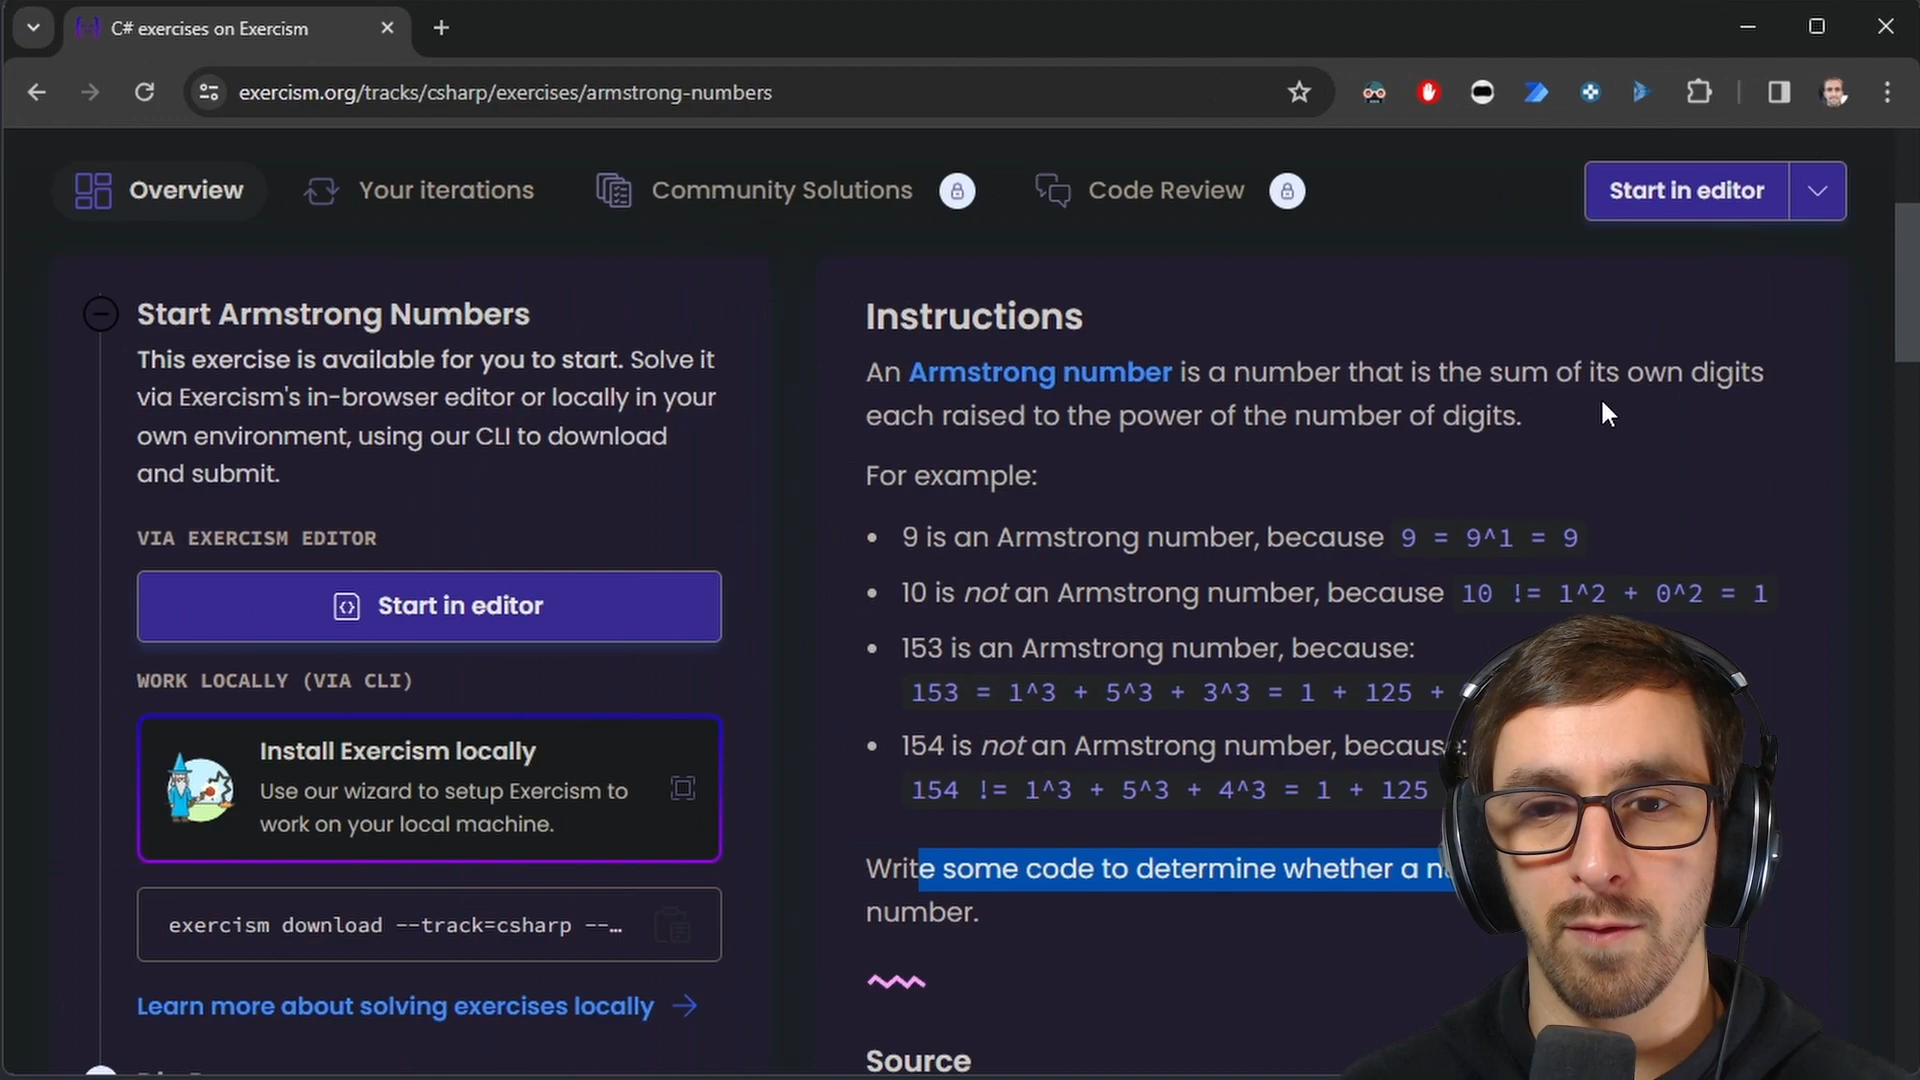 C# exercises on Exercism
exercism.org/tracks/csharp/exercises/armstrong-numbers
Overview
Your iterations
Community Solutions
Code Review
Start in editor
Start Armstrong Numbers
This exercise is available for you to start. Solve it
via Exercism's in-browser editor or locally in your
own environment, using our CLI to download
and submit.
VIA EXERCISM EDITOR
Start in editor
WORK LOCALLY (VIA CLI)
Install Exercism locally
Use our wizard to setup Exercism to
work on your local machine.
exercism download --track=csharp --…
Learn more about solving exercises locally
Instructions
An Armstrong number is a number that is the sum of its own digits
each raised to the power of the number of digits.
For example:
9 is an Armstrong number, because 9 = 9^1 = 9
10 is not an Armstrong number, because 10 != 1^2 + 0^2 = 1
153 is an Armstrong number, because:
153 = 1^3 + 5^3 + 3^3 = 1 + 125 +
154 is not an Armstrong number, because:
154 != 1^3 + 5^3 + 4^3 = 1 + 125
Write some code to determine whether a
number.
Source